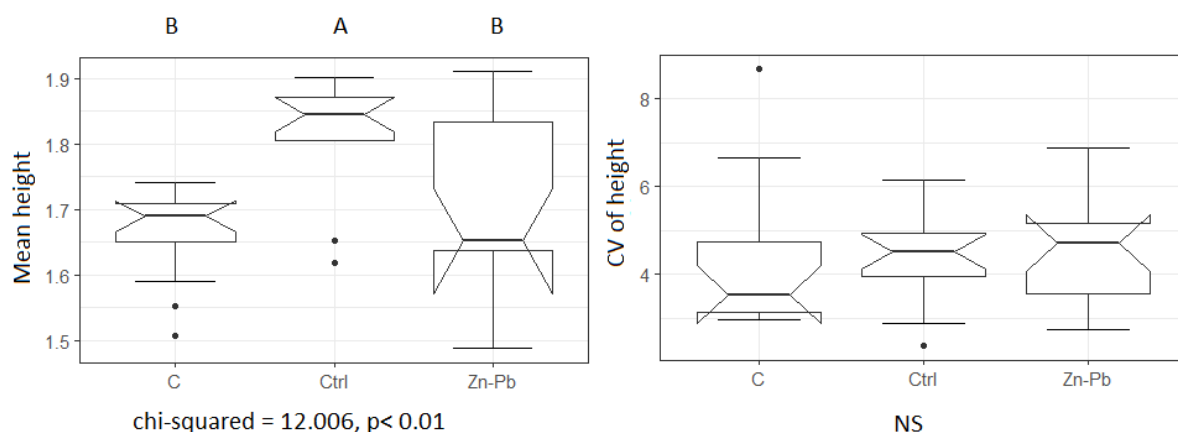 B A B
Mean height
1.9
1.8
1.7
1.6
1.5
C Ctrl Zn-Pb
chi-squared = 12.006, p< 0.01
CV of height
8
6
4
C Ctrl Zn-Pb
NS